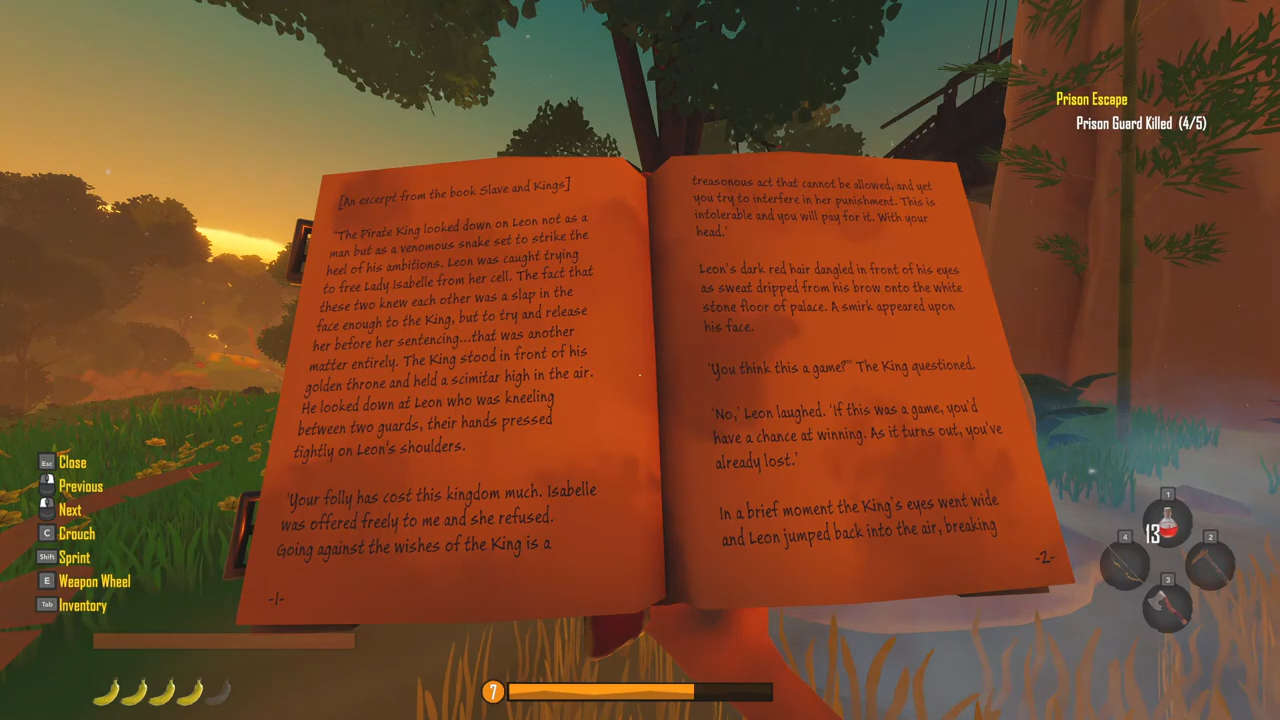 Prison Escape
Prison Guard Killed (4/5)
[An excerpt from the book Slave and Kings]
'The Pirate King looked down on Leon not as a
man but as a venomous snake set to strike the
heel of his ambitions. Leon was caught trying
to free Lady Isabelle from her cell. The fact that
these two knew each other was a slap in the
face enough to the King, but to try and release
her before her sentencing...that was another
matter entirely. The King stood in front of his
golden throne and held a scimitar high in the air.
He looked down at Leon who was kneeling
between two guards, their hands pressed
tightly on Leon's shoulders.
'Your folly has cost this kingdom much. Isabelle
was offered freely to me and she refused.
Going against the wishes of the King is a
-1-
treasonous act that cannot be allowed, and yet
you try to interfere in her punishment. This is
intolerable and you will pay for it. With your
head.'
Leon's dark red hair dangled in front of his eyes
as sweat dripped from his brow onto the white
stone floor of palace. A smirk appeared upon
his face.
'You think this a game?" The King questioned.
'No,' Leon laughed. 'If this was a game, you'd
have a chance at winning. As it turns out, you've
already lost.'
In a brief moment the King's eyes went wide
and Leon jumped back into the air, breaking
-2-
Esc Close
Previous
Next
C Crouch
Shift Sprint
E Weapon Wheel
Tab Inventory
1
13
4
2
3
7